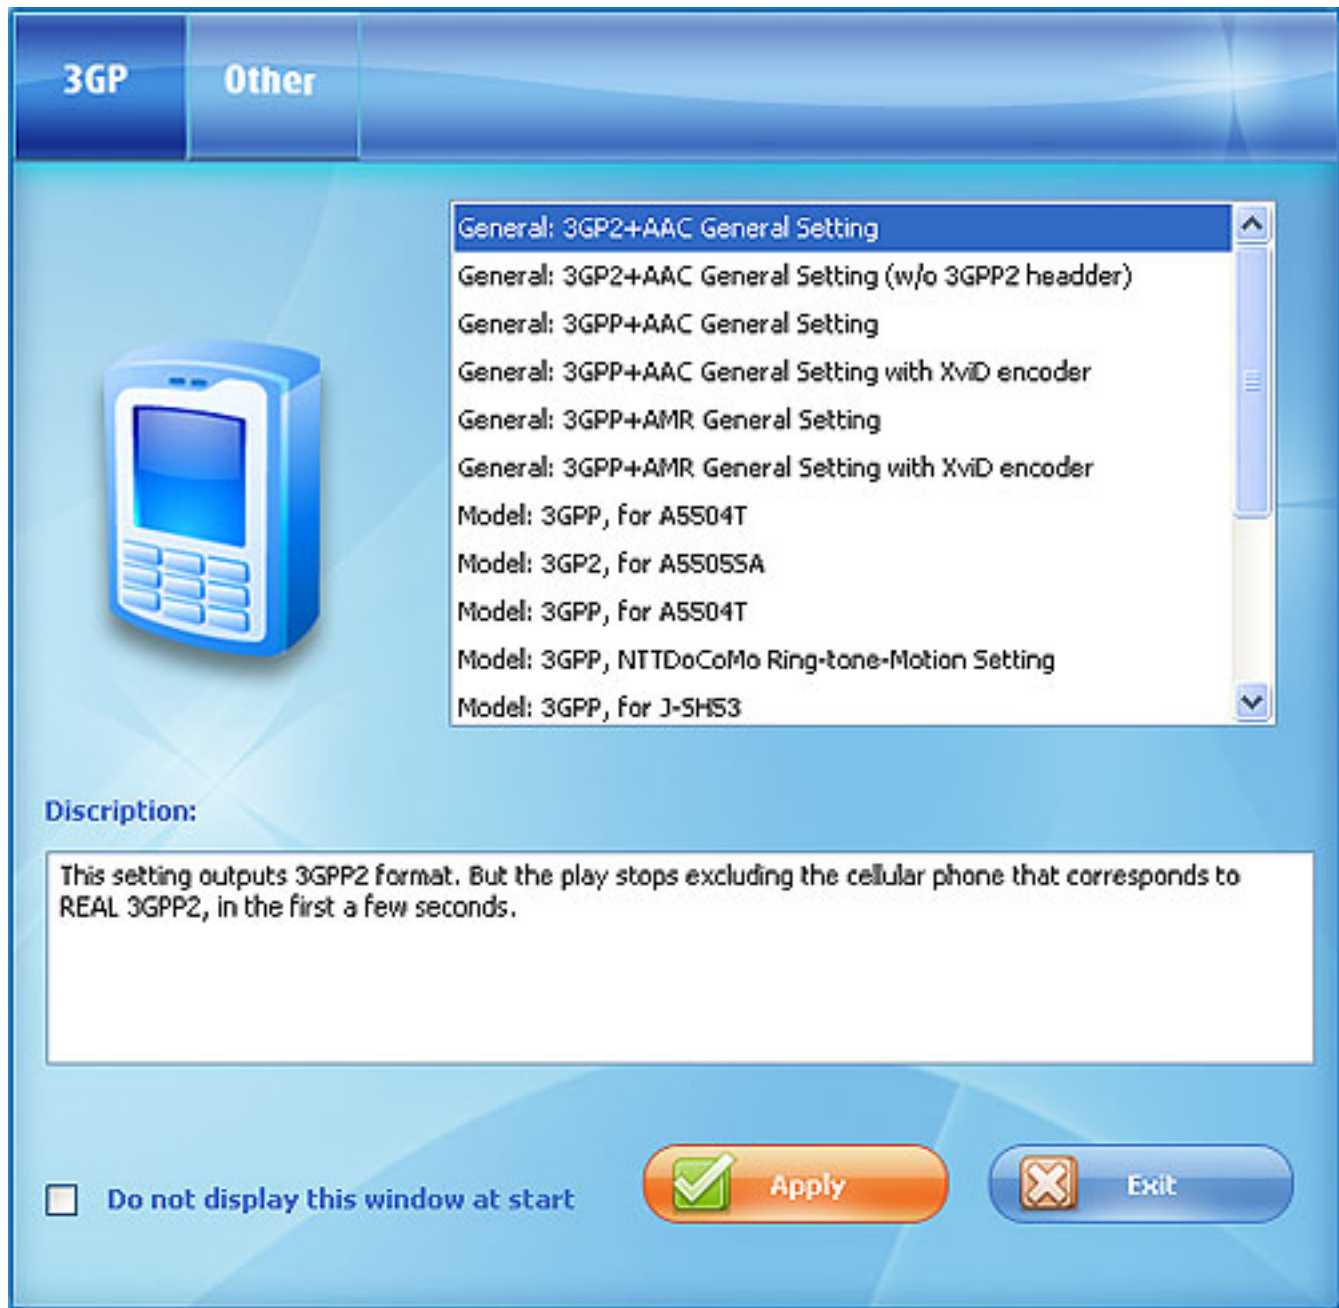 3GP
Other
General: 3GP2+AAC General Setting
General: 3GP2+AAC General Setting (w/o 3GPP2 headder)
General: 3GPP+AAC General Setting
General: 3GPP+AAC General Setting with XviD encoder
General: 3GPP+AMR General Setting
General: 3GPP+AMR General Setting with XviD encoder
Model: 3GPP, for A5504T
Model: 3GP2, for A5505SA
Model: 3GPP, for A5504T
Model: 3GPP, NTTDoCoMo Ring-tone-Motion Setting
Model: 3GPP, for J-SH53
Discription:
This setting outputs 3GPP2 format. But the play stops excluding the cellular phone that corresponds to
REAL 3GPP2, in the first a few seconds.
Do not display this window at start
Apply
Exit